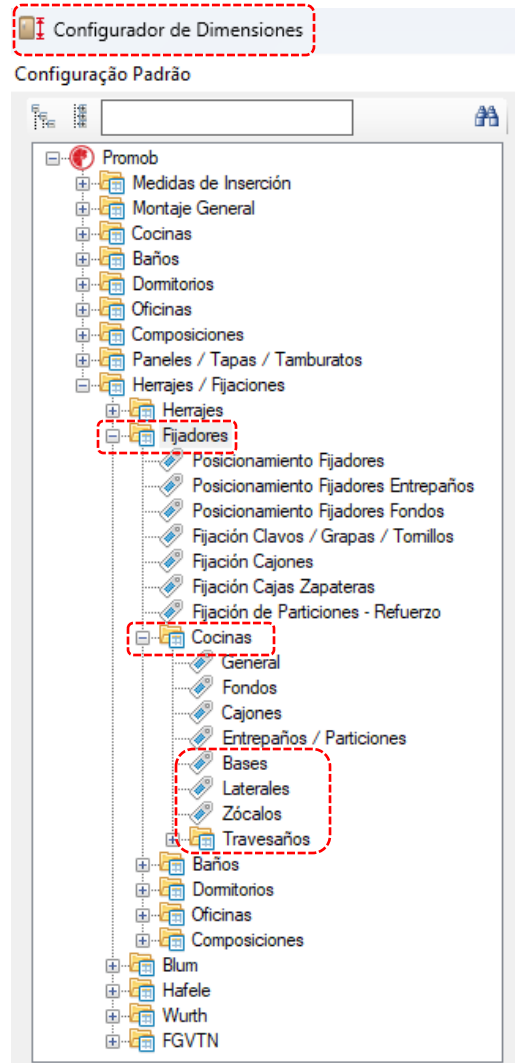 Configurador de Dimensiones
Configuração Padrão
Promob
Medidas de Inserción
Montaje General
Cocinas
Baños
Dormitorios
Oficinas
Composiciones
Paneles / Tapas / Tamburatos
Herrajes / Fijaciones
Herrajes
Fijadores
Posicionamiento Fijadores
Posicionamiento Fijadores Entrepaños
Posicionamiento Fijadores Fondos
Fijación Clavos / Grapas / Tornillos
Fijación Cajones
Fijación Cajas Zapateras
Fijación de Particiones - Refuerzo
Cocinas
General
Fondos
Cajones
Entrepaños / Particiones
Bases
Laterales
Zócalos
Travesaños
Baños
Dormitorios
Oficinas
Composiciones
Blum
Hafele
Wurth
FGVTN